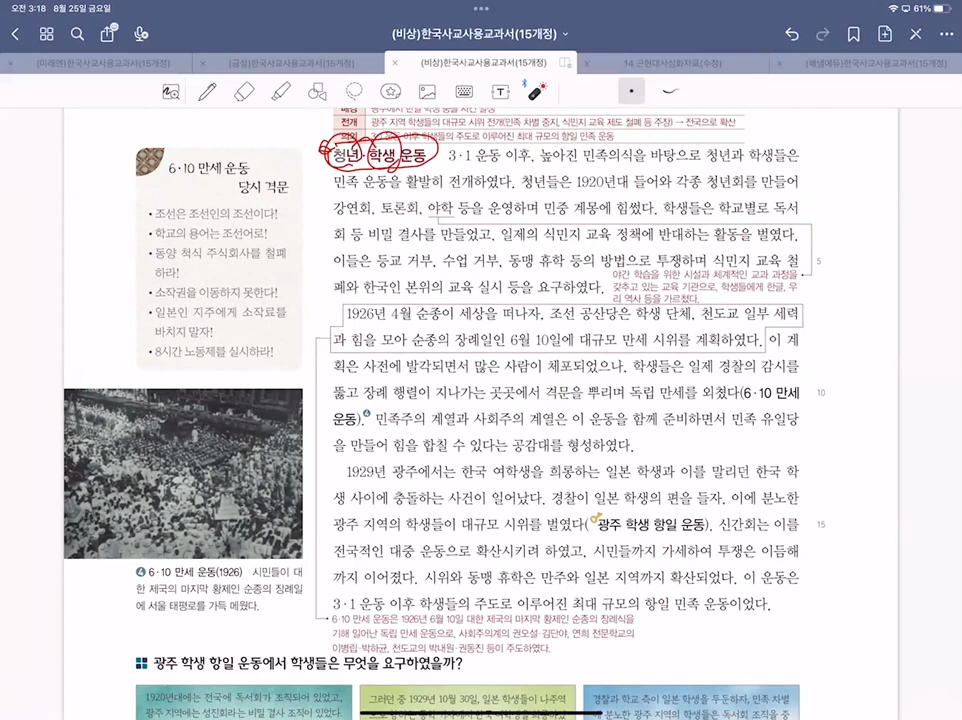 오전 3:18 8월 25일 금요일
61%
(비상)한국사교사용교과서(15개정)
(미래엔)한국사교사용교과서(15개정)
(금성)한국사교사용교과서(15개정)
(비상)한국사교사용교과서(15개정)
14 근현대사심화자료(수정)
(해냄에듀)한국사교사용교과서(15개정)
전개 광주 지역 학생들의 대규모 시위 전개(민족 차별 중지, 식민지 교육 제도 철폐 등 주장) → 전국으로 확산
의의 3·1 운동 이후 학생들의 주도로 이루어진 최대 규모의 항일 민족 운동
청년·학생 운동 3·1 운동 이후, 높아진 민족의식을 바탕으로 청년과 학생들은
민족 운동을 활발히 전개하였다. 청년들은 1920년대 들어와 각종 청년회를 만들어
강연회, 토론회, 야학 등을 운영하며 민중 계몽에 힘썼다. 학생들은 학교별로 독서
회 등 비밀 결사를 만들었고, 일제의 식민지 교육 정책에 반대하는 활동을 벌였다.
이들은 등교 거부, 수업 거부, 동맹 휴학 등의 방법으로 투쟁하며 식민지 교육 철
5
폐와 한국인 본위의 교육 실시 등을 요구하였다.
야간 학습을 위한 시설과 체계적인 교과 과정을
갖추고 있는 교육 기관으로, 학생들에게 한글, 우
리 역사 등을 가르쳤다.
1926년 4월 순종이 세상을 떠나자, 조선 공산당은 학생 단체, 천도교 일부 세력
과 힘을 모아 순종의 장례일인 6월 10일에 대규모 만세 시위를 계획하였다. 이 계
획은 사전에 발각되면서 많은 사람이 체포되었으나, 학생들은 일제 경찰의 감시를
뚫고 장례 행렬이 지나가는 곳곳에서 격문을 뿌리며 독립 만세를 외쳤다(6·10 만세
10
운동).4 민족주의 계열과 사회주의 계열은 이 운동을 함께 준비하면서 민족 유일당
을 만들어 힘을 합칠 수 있다는 공감대를 형성하였다.
1929년 광주에서는 한국 여학생을 희롱하는 일본 학생과 이를 말리던 한국 학
생 사이에 충돌하는 사건이 일어났다. 경찰이 일본 학생의 편을 들자, 이에 분노한
광주 지역의 학생들이 대규모 시위를 벌였다(광주 학생 항일 운동). 신간회는 이를
15
전국적인 대중 운동으로 확산시키려 하였고, 시민들까지 가세하여 투쟁은 이듬해
까지 이어졌다. 시위와 동맹 휴학은 만주와 일본 지역까지 확산되었다. 이 운동은
3·1 운동 이후 학생들의 주도로 이루어진 최대 규모의 항일 민족 운동이었다.
6·10 만세 운동은 1926년 6월 10일 대한 제국의 마지막 황제인 순종의 장례식을
기해 일어난 독립 만세 운동으로, 사회주의계의 권오설·김단야, 연희 전문학교의
이병립·박하균, 천도교의 박내원·권동진 등이 주도하였다.
6·10 만세 운동
당시 격문
• 조선은 조선인의 조선이다!
• 학교의 용어는 조선어로!
• 동양 척식 주식회사를 철폐
하라!
• 소작권을 이동하지 못한다!
• 일본인 지주에게 소작료를
바치지 말자!
• 8시간 노동제를 실시하라!
4 6·10 만세 운동(1926) 시민들이 대
한 제국의 마지막 황제인 순종의 장례일
에 서울 태평로를 가득 메웠다.
광주 학생 항일 운동에서 학생들은 무엇을 요구하였을까?
1920년대에는 전국에 독서회가 조직되어 있었고,
광주 지역에는 성진회라는 비밀 결사 조직이 있었다.
그러던 중 1929년 10월 30일, 일본 학생들이 나주역
경찰과 학교 측이 일본 학생을 두둔하자, 민족 차별
에 분노한 광주 지역의 학생들은 독서회 조직을 중